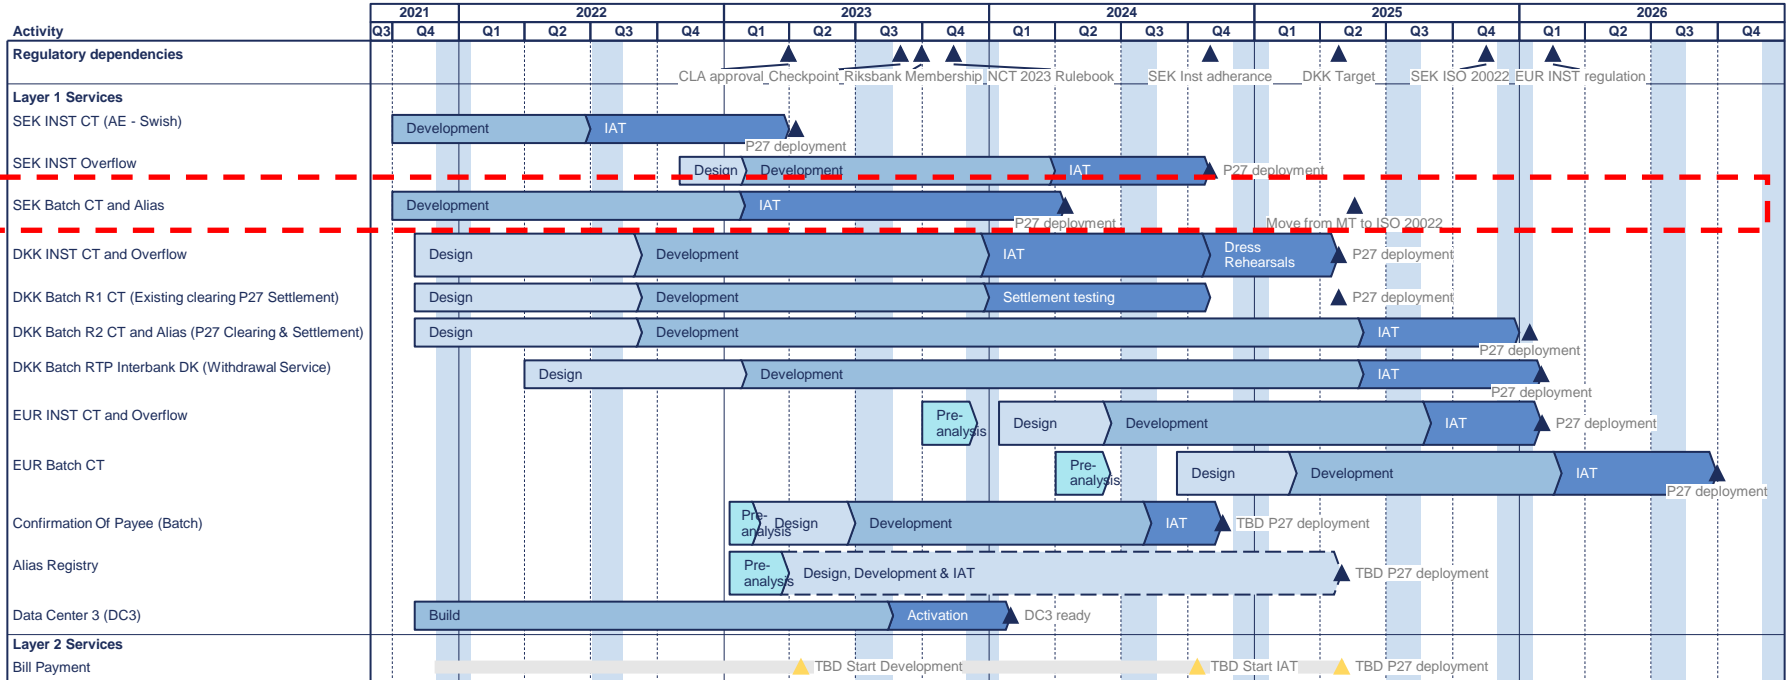 2021 2022 2023 2024 2025 2026
Activity Q3 Q4 Q1 Q2 Q3 Q4 Q1 Q2 Q3 Q4 Q1 Q2 Q3 Q4 Q1 Q2 Q3 Q4 Q1 Q2 Q3 Q4
Regulatory dependencies
CLA approval Checkpoint Riksbank Membership NCT 2023 Rulebook SEK Inst adherance DKK Target SEK ISO 20022 EUR INST regulation
Layer 1 Services
SEK INST CT (AE - Swish) Development IAT
P27 deployment
SEK INST Overflow Design Development IAT P27 deployment
SEK Batch CT and Alias Development IAT
P27 deployment Move from MT to ISO 20022
DKK INST CT and Overflow Design Development IAT Dress Rehearsals P27 deployment
DKK Batch R1 CT (Existing clearing P27 Settlement) Design Development Settlement testing P27 deployment
DKK Batch R2 CT and Alias (P27 Clearing & Settlement) Design Development IAT
P27 deployment
DKK Batch RTP Interbank DK (Withdrawal Service) Design Development IAT
P27 deployment
EUR INST CT and Overflow Pre-analysis Design Development IAT P27 deployment
EUR Batch CT Pre-analysis Design Development IAT
P27 deployment
Confirmation Of Payee (Batch) Pre-analysis Design Development IAT TBD P27 deployment
Alias Registry Pre-analysis Design, Development & IAT TBD P27 deployment
Data Center 3 (DC3) Build Activation DC3 ready
Layer 2 Services
Bill Payment TBD Start Development TBD Start IAT TBD P27 deployment